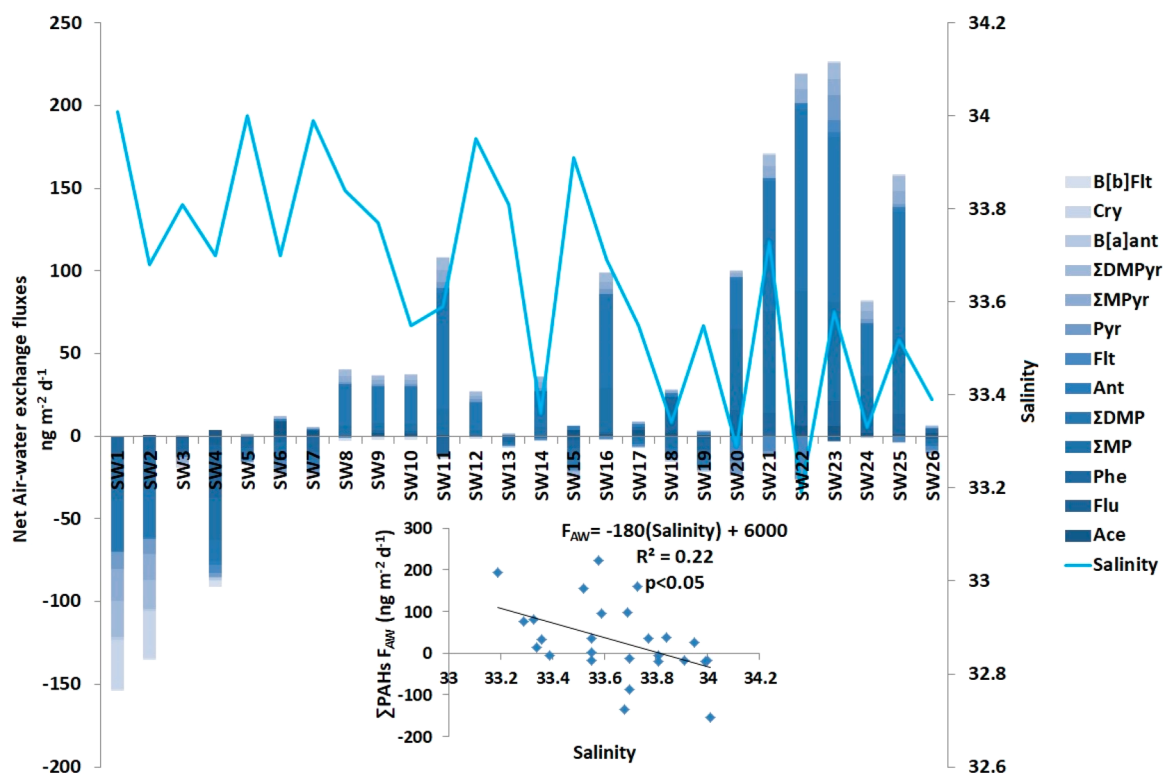 Net Air-water exchange fluxes
ng m⁻² d⁻¹
250
200
150
100
50
0
-50
-100
-150
-200
SW1
SW2
SW3
SW4
SW5
SW6
SW7
SW8
SW9
SW10
SW11
SW12
SW13
SW14
SW15
SW16
SW17
SW18
SW19
SW20
SW21
SW22
SW23
SW24
SW25
SW26
34.2
34
33.8
33.6
33.4
33.2
33
32.8
32.6
Salinity
B[b]Flt
Cry
B[a]ant
ΣDMPyr
ΣMPyr
Pyr
Flt
Ant
ΣDMP
ΣMP
Phe
Flu
Ace
Salinity
F_AW= -180(Salinity) + 6000
R² = 0.22
p<0.05
∑PAHs F_AW (ng m⁻² d⁻¹)
300
200
100
0
-100
-200
33
33.2
33.4
33.6
33.8
34
34.2
Salinity